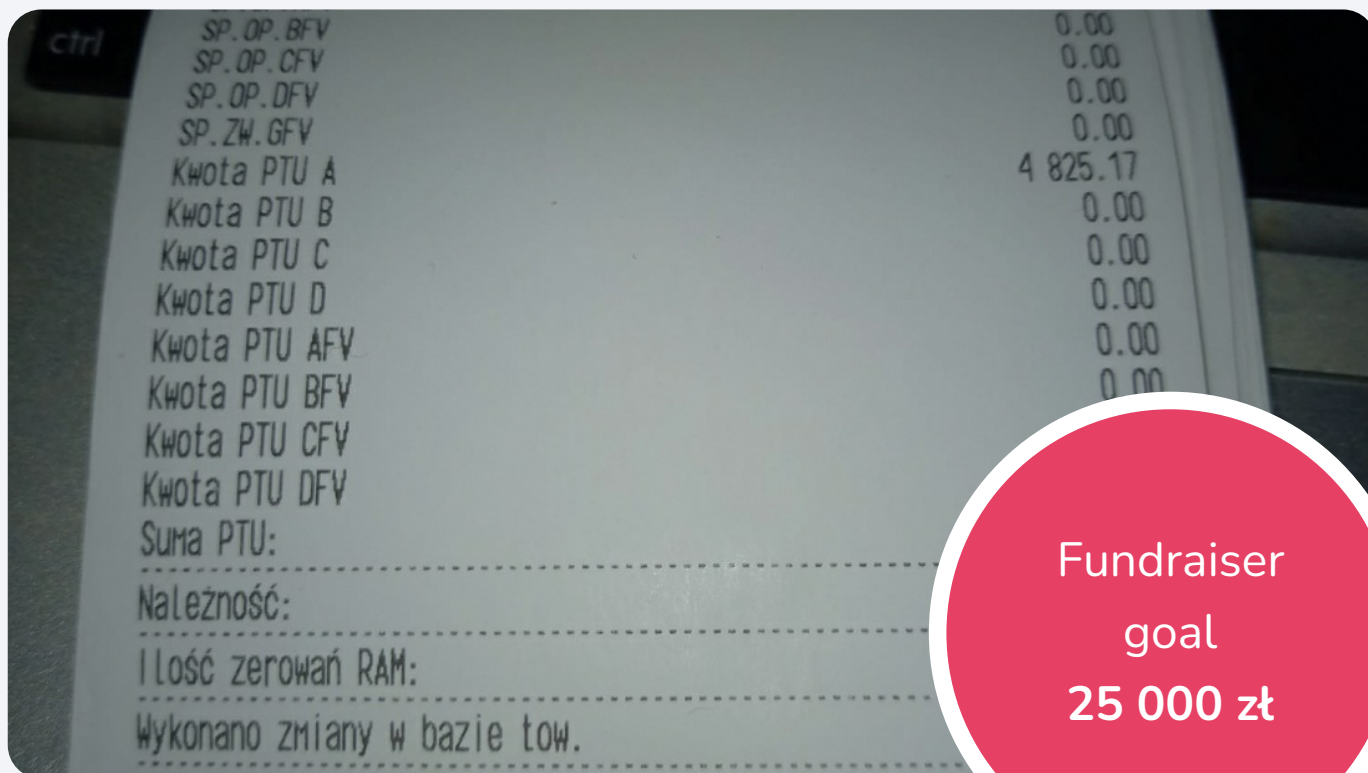 ctrl
SP.OP.BFV 0.00
SP.OP.CFV 0.00
SP.OP.DFV 0.00
SP.ZW.GFV 0.00
Kwota PTU A 4 825.17
Kwota PTU B 0.00
Kwota PTU C 0.00
Kwota PTU D 0.00
Kwota PTU AFV 0.00
Kwota PTU BFV 0.00
Kwota PTU CFV
Kwota PTU DFV
Suma PTU:
Należność:
Ilość zerowań RAM:
Wykonano zmiany w bazie tow.
Fundraiser
goal
25 000 zł